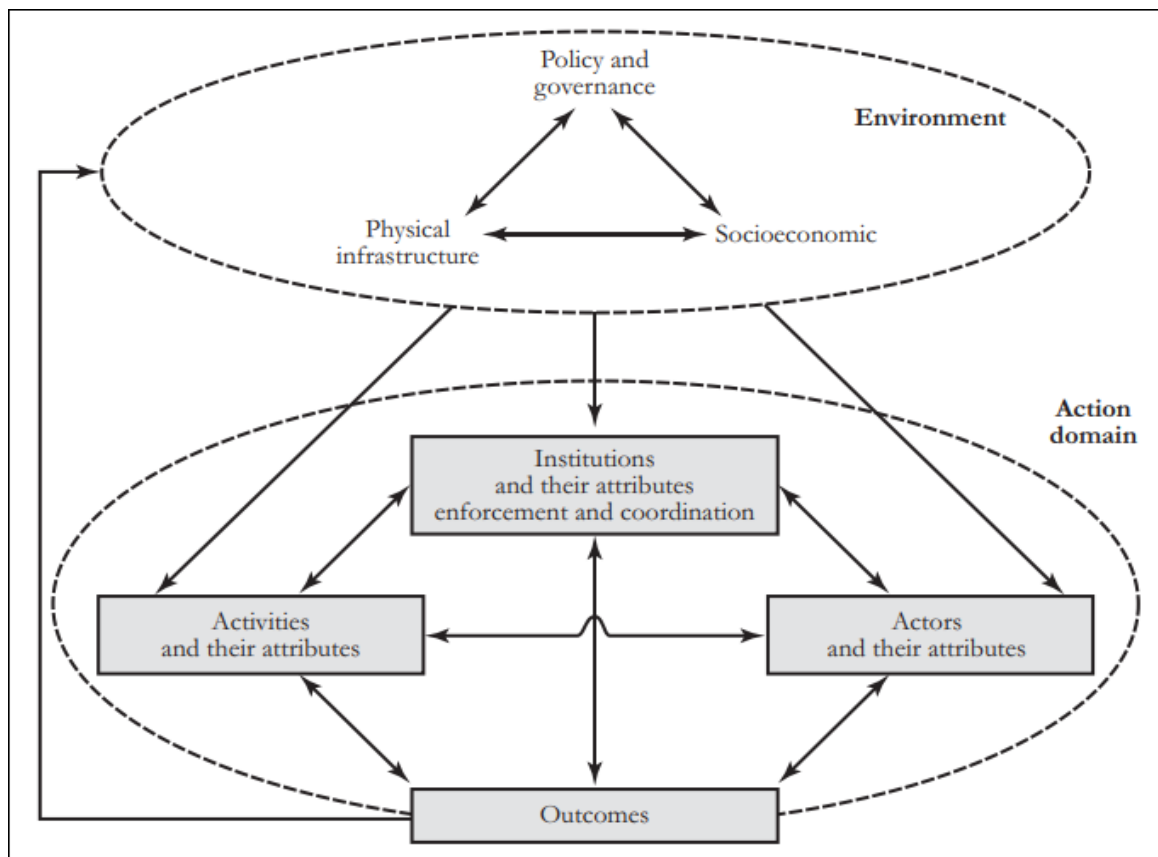 Policy and
governance
Environment
Physical
infrastructure
Socioeconomic
Action
domain
Institutions
and their attributes
enforcement and coordination
Activities
and their attributes
Actors
and their attributes
Outcomes